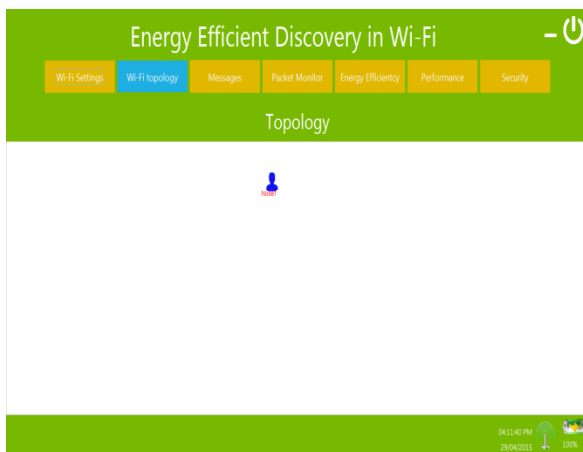 Energy Efficient Discovery in Wi-Fi
Wi-Fi Settings Wi-Fi topology Messages Packet Monitor Energy Efficientcy Performance Security
Topology
Node1
04:11:40 PM
29/04/2015 100%